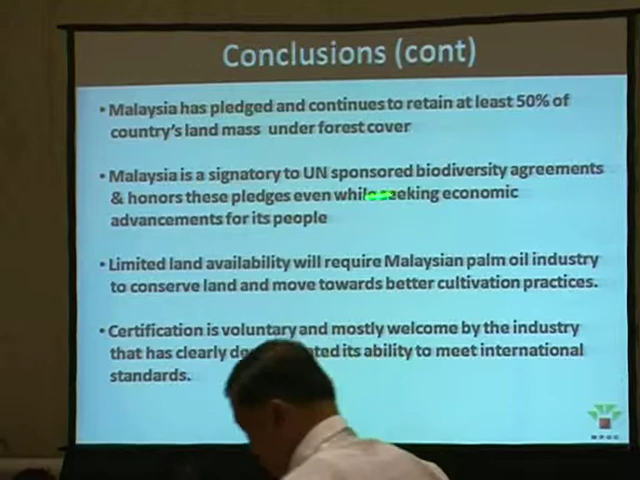 Conclusions (cont)
• Malaysia has pledged and continues to retain at least 50% of
country's land mass under forest cover
• Malaysia is a signatory to UN sponsored biodiversity agreements
& honors these pledges even while seeking economic
advancements for its people
• Limited land availability will require Malaysian palm oil industry
to conserve land and move towards better cultivation practices.
• Certification is voluntary and mostly welcome by the industry
that has clearly its ability to meet international
standards.